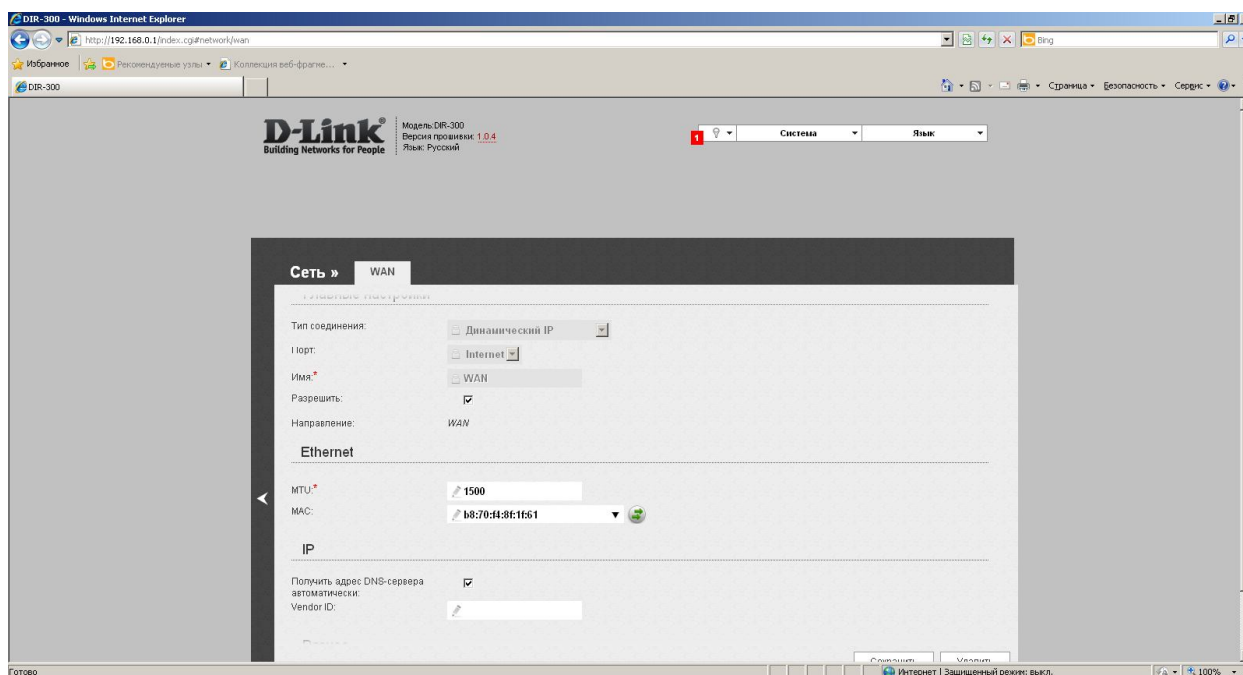 DIR-300 - Windows Internet Explorer
http://192.168.0.1/index.cgi#network/wan
Bing
Избранное Рекомендуемые узлы Коллекция веб-фрагме...
DIR-300
Страница Безопасность Сервис
D-Link
Building Networks for People
Модель:DIR-300
Версия прошивки: 1.0.4
Язык: Русский
1 Система Язык
Сеть » WAN
Главные настройки
Тип соединения: Динамический IP
Порт: Internet
Имя:* WAN
Разрешить:
Направление: WAN
Ethernet
MTU:* 1500
MAC: b8:70:f4:8f:1f:61
IP
Получить адрес DNS-сервера
автоматически:
Vendor ID:
Сохранить Удалить
Готово Интернет | Защищенный режим: выкл. 100%